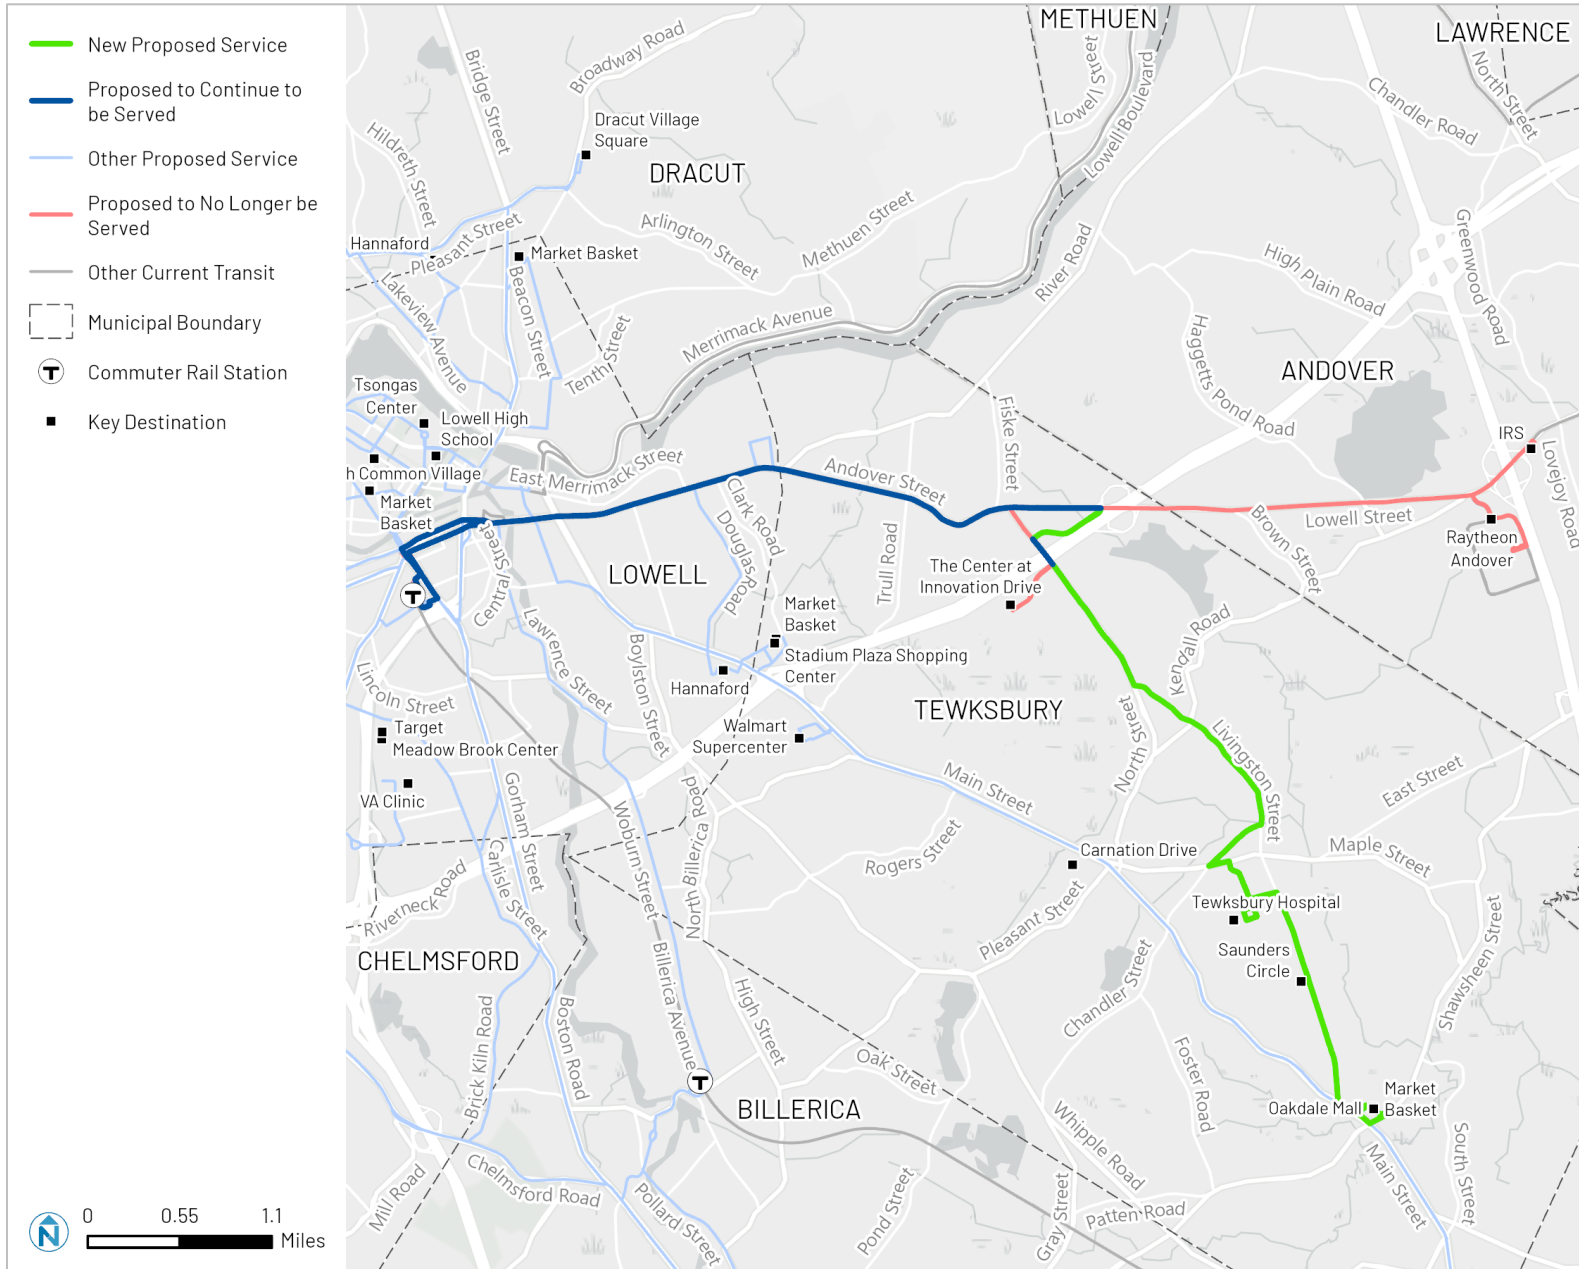 New Proposed Service
Proposed to Continue to
be Served
Other Proposed Service
Proposed to No Longer be
Served
Other Current Transit
Municipal Boundary
T
Commuter Rail Station
Key Destination
N
0
0.55
1.1
Miles
METHUEN
LAWRENCE
Broadway Road
Bridge Street
Lowell Street
Lowell Boulevard
North Street
Chandler Road
Dracut Village
Square
Hildreth Street
DRACUT
Pleasant Street
Hannaford
Market Basket
Arlington Street
Methuen Street
River Road
High Plain Road
Greenwood Road
Lakeview Avenue
Beacon Street
Tenth Street
Merrimack Avenue
Haggetts Pond Road
ANDOVER
Tsongas
Center
Lowell High
School
h Common Village
Market
Basket
East Merrimack Street
Andover Street
Fiske Street
IRS
Lovejoy Road
Clark Road
Douglas Road
Trull Road
Brown Street
Lowell Street
Raytheon
Andover
Central Street
LOWELL
The Center at
Innovation Drive
T
Lawrence Street
Boylston Street
Market
Basket
Stadium Plaza Shopping
Center
Hannaford
Kendall Road
Lincoln Street
Target
Meadow Brook Center
Walmart
Supercenter
TEWKSBURY
North Street
Livingston Street
VA Clinic
Gorham Street
Carlisle Street
Woburn Street
North Billerica Road
Main Street
East Street
Rogers Street
Carnation Drive
Maple Street
Riverneck Road
Pleasant Street
Tewksbury Hospital
Saunders
Circle
Shawsheen Street
CHELMSFORD
Billerica Avenue
High Street
Chandler Street
Brick Kiln Road
Boston Road
Oak Street
Foster Road
T
BILLERICA
Whipple Road
Oakdale Mall
Market
Basket
Mill Road
Chelmsford Road
Pollard Street
Pond Street
Gray Street
Patten Road
Main Street
South Street